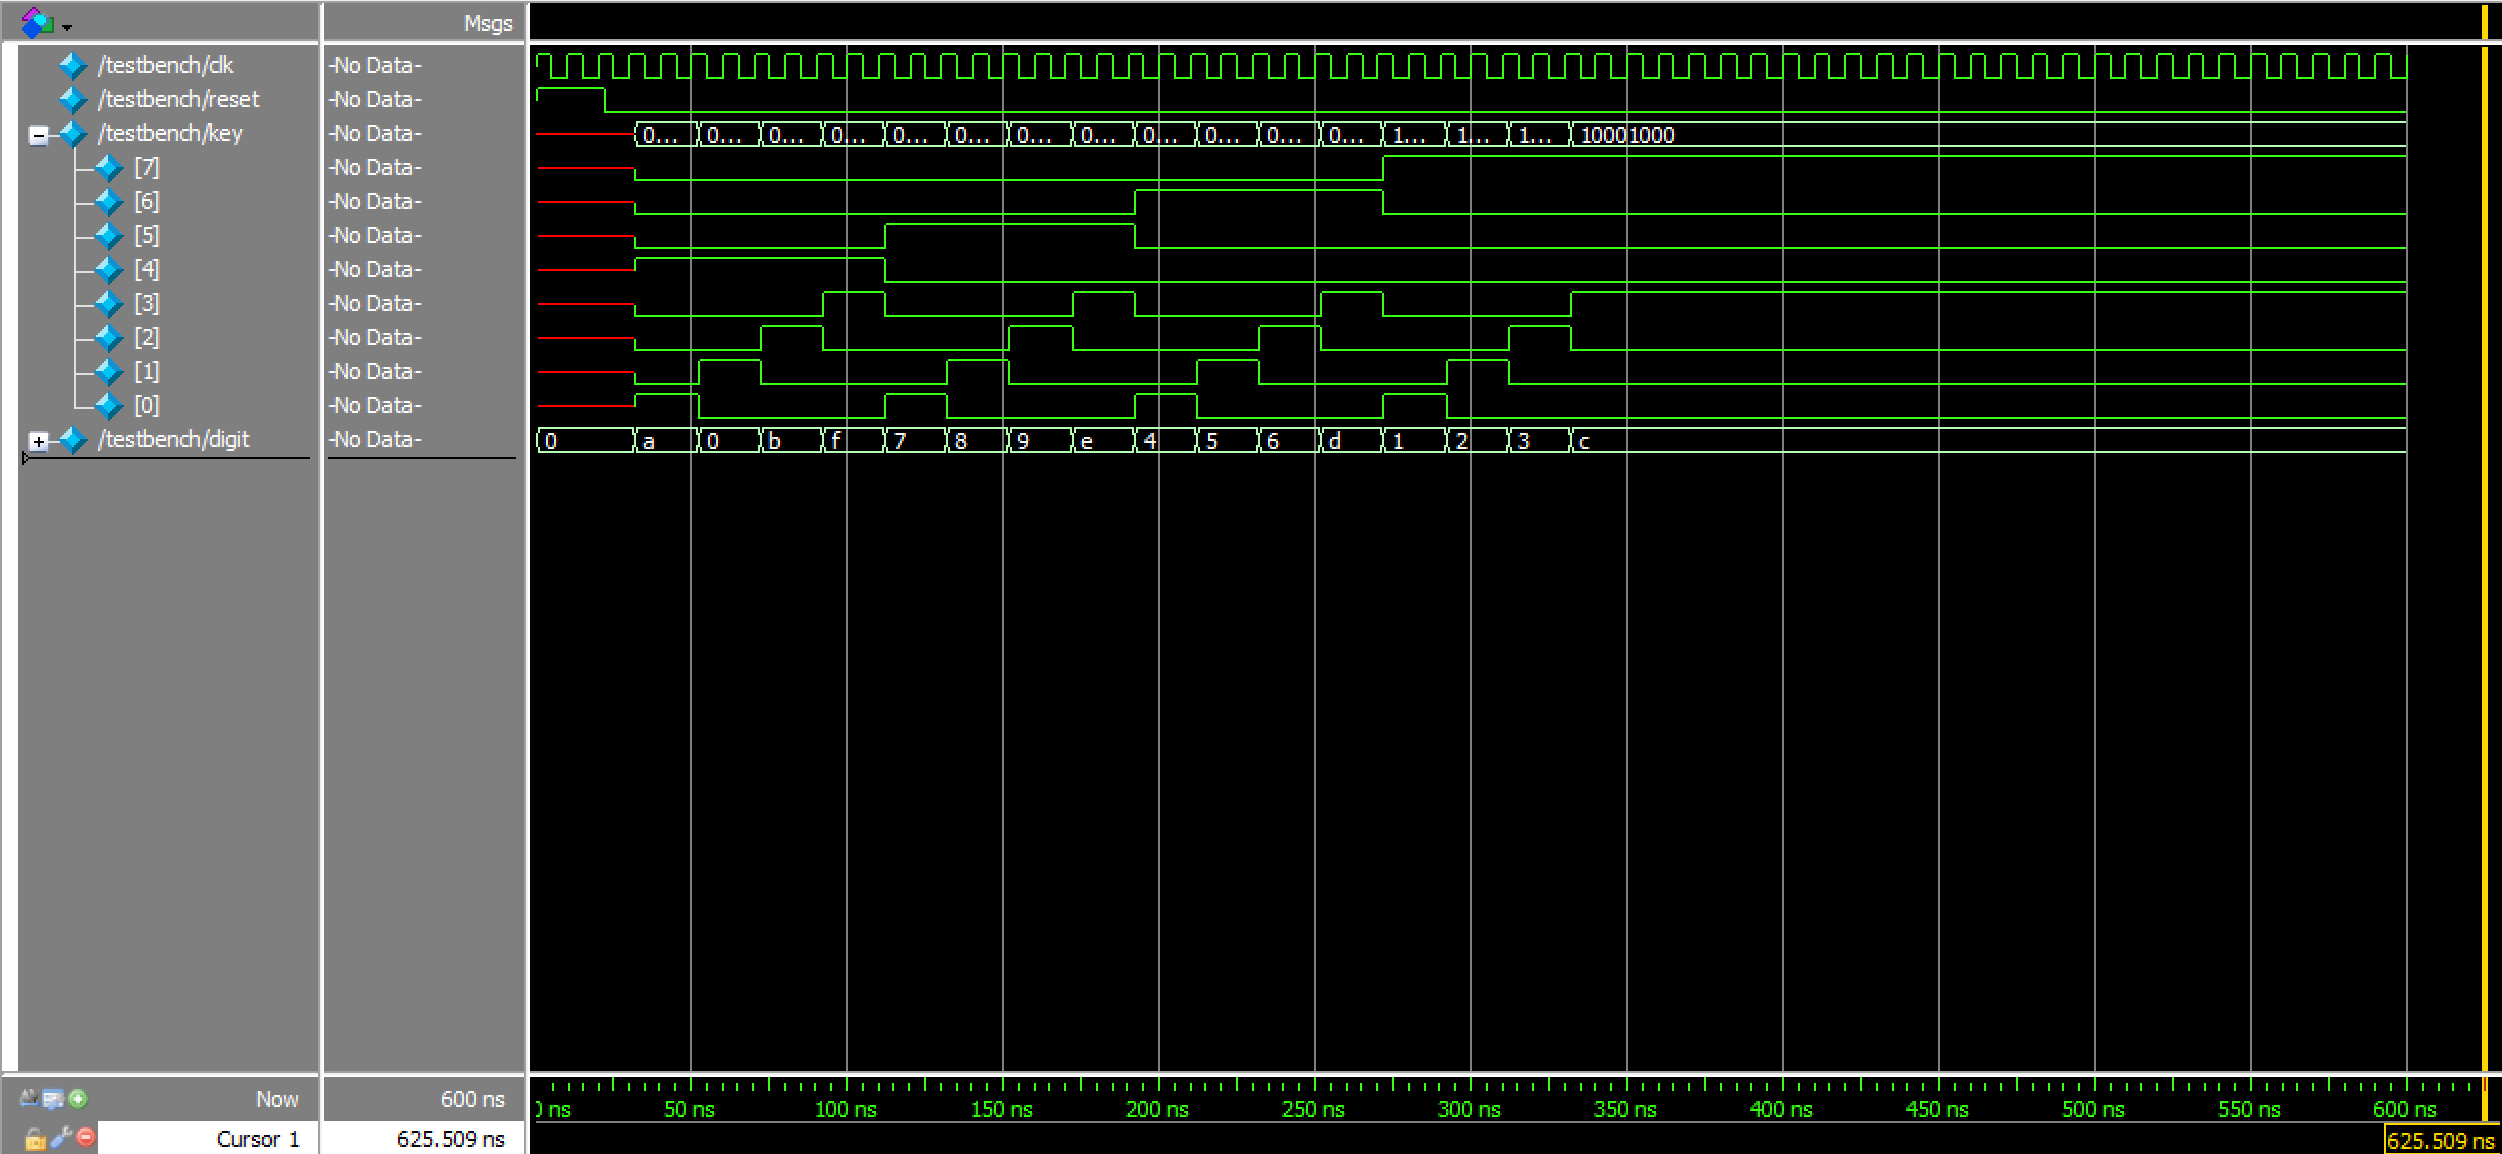 Msgs
/testbench/clk -No Data-
/testbench/reset -No Data-
/testbench/key -No Data- 0... 0... 0... 0... 0... 0... 0... 0... 0... 0... 0... 0... 1... 1... 1... 10001000
[7] -No Data-
[6] -No Data-
[5] -No Data-
[4] -No Data-
[3] -No Data-
[2] -No Data-
[1] -No Data-
[0] -No Data-
/testbench/digit -No Data- 0 a 0 b f 7 8 9 e 4 5 6 d 1 2 3 c
Now 600 ns ns 50 ns 100 ns 150 ns 200 ns 250 ns 300 ns 350 ns 400 ns 450 ns 500 ns 550 ns 600 ns
Cursor 1 625.509 ns 625.509 ns